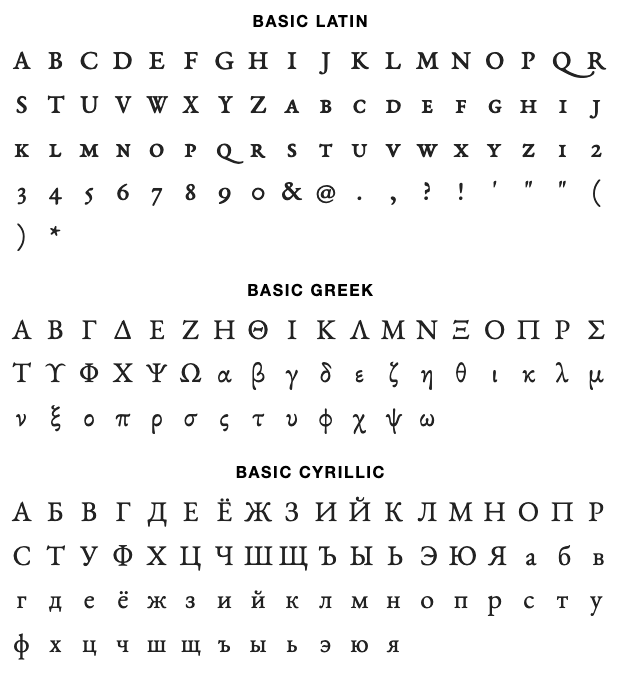 BASIC LATIN
A B C D E F G H I J K L M N O P Q R
S T U V W X Y Z A B C D E F G H I J
K L M N O P Q R S T U V W X Y Z 1 2
3 4 5 6 7 8 9 0 & @ . , ? ! ' " " (
) *
BASIC GREEK
Α Β Γ Δ Ε Ζ Η Θ Ι Κ Λ Μ Ν Ξ Ο Π Ρ Σ
Τ Υ Φ Χ Ψ Ω α β γ δ ε ζ η θ ι κ λ μ
ν ξ ο π ρ σ ς τ υ φ χ ψ ω
BASIC CYRILLIC
А Б В Г Д Е Ё Ж З И Й К Л М Н О П Р
С Т У Ф Х Ц Ч Ш Щ Ъ Ы Ь Э Ю Я а б в
г д е ё ж з и й к л м н о п р с т у
ф х ц ч ш щ ъ ы ь э ю я